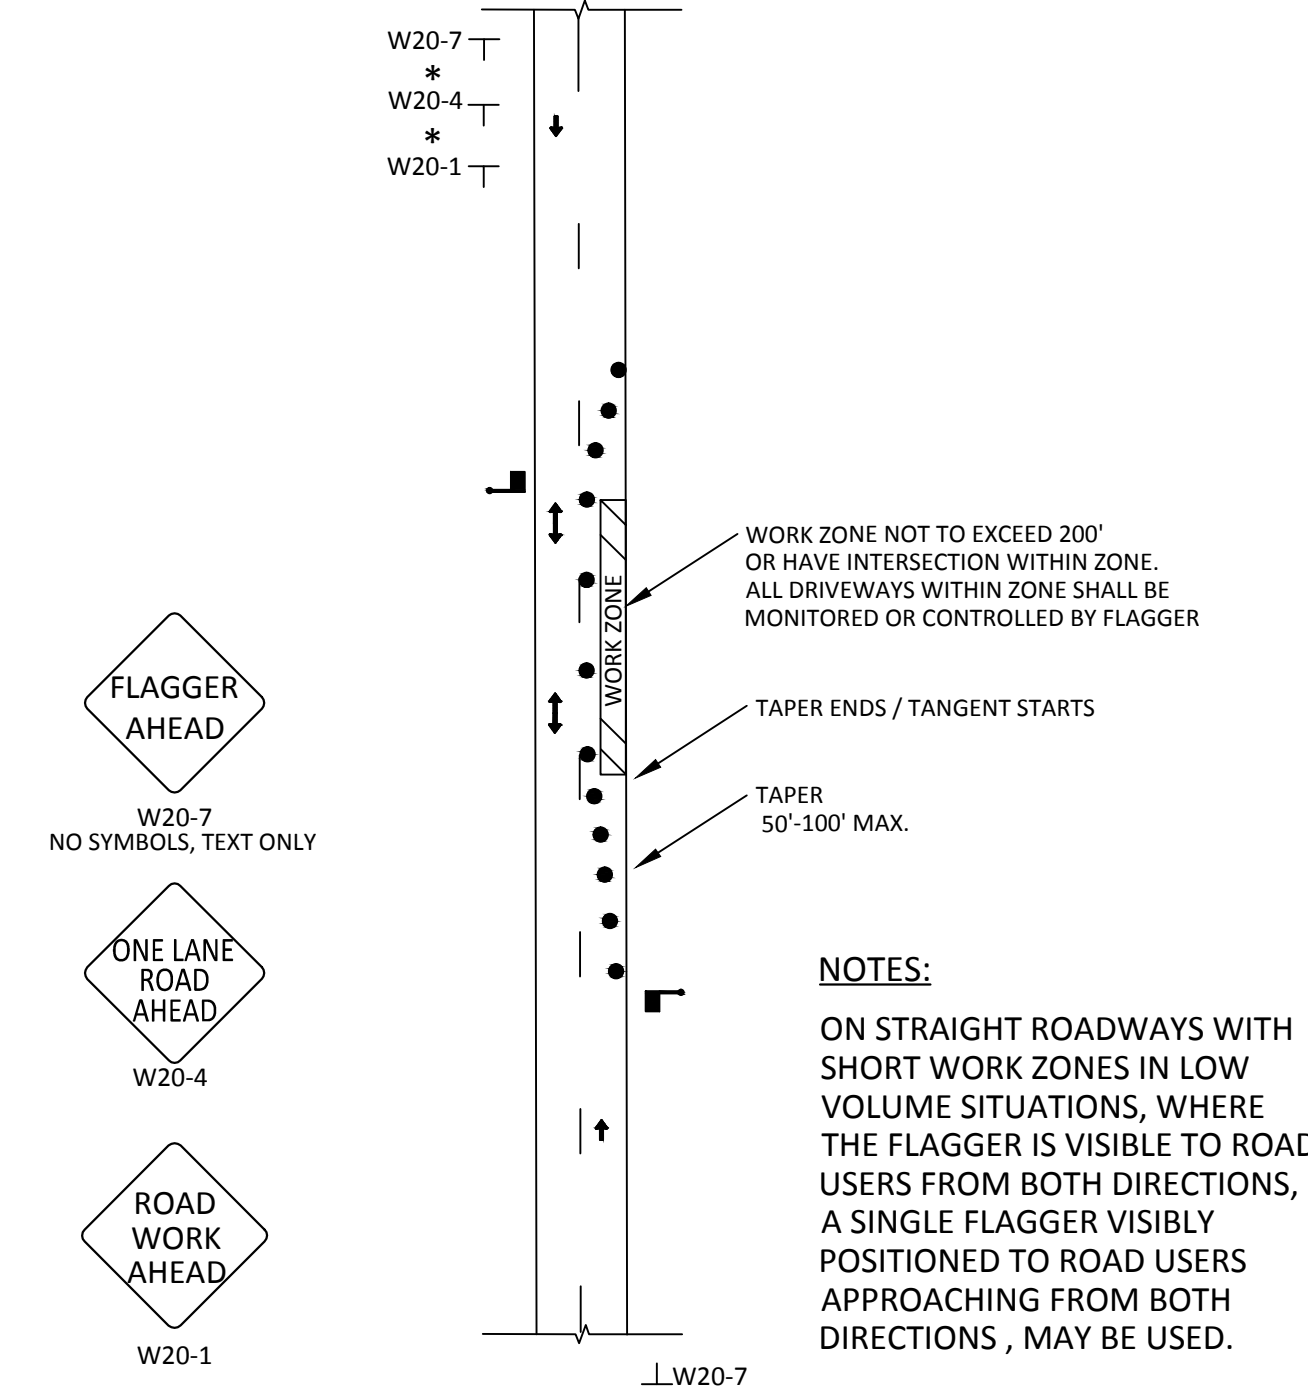 W20-7
*
W20-4
*
W20-1
WORK ZONE NOT TO EXCEED 200'
OR HAVE INTERSECTION WITHIN ZONE.
ALL DRIVEWAYS WITHIN ZONE SHALL BE
MONITORED OR CONTROLLED BY FLAGGER
WORK ZONE
TAPER ENDS / TANGENT STARTS
TAPER
50'-100' MAX.
FLAGGER
AHEAD
W20-7
NO SYMBOLS, TEXT ONLY
ONE LANE
ROAD
AHEAD
W20-4
ROAD
WORK
AHEAD
W20-1
NOTES:
ON STRAIGHT ROADWAYS WITH
SHORT WORK ZONES IN LOW
VOLUME SITUATIONS, WHERE
THE FLAGGER IS VISIBLE TO ROAD
USERS FROM BOTH DIRECTIONS,
A SINGLE FLAGGER VISIBLY
POSITIONED TO ROAD USERS
APPROACHING FROM BOTH
DIRECTIONS , MAY BE USED.
W20-7